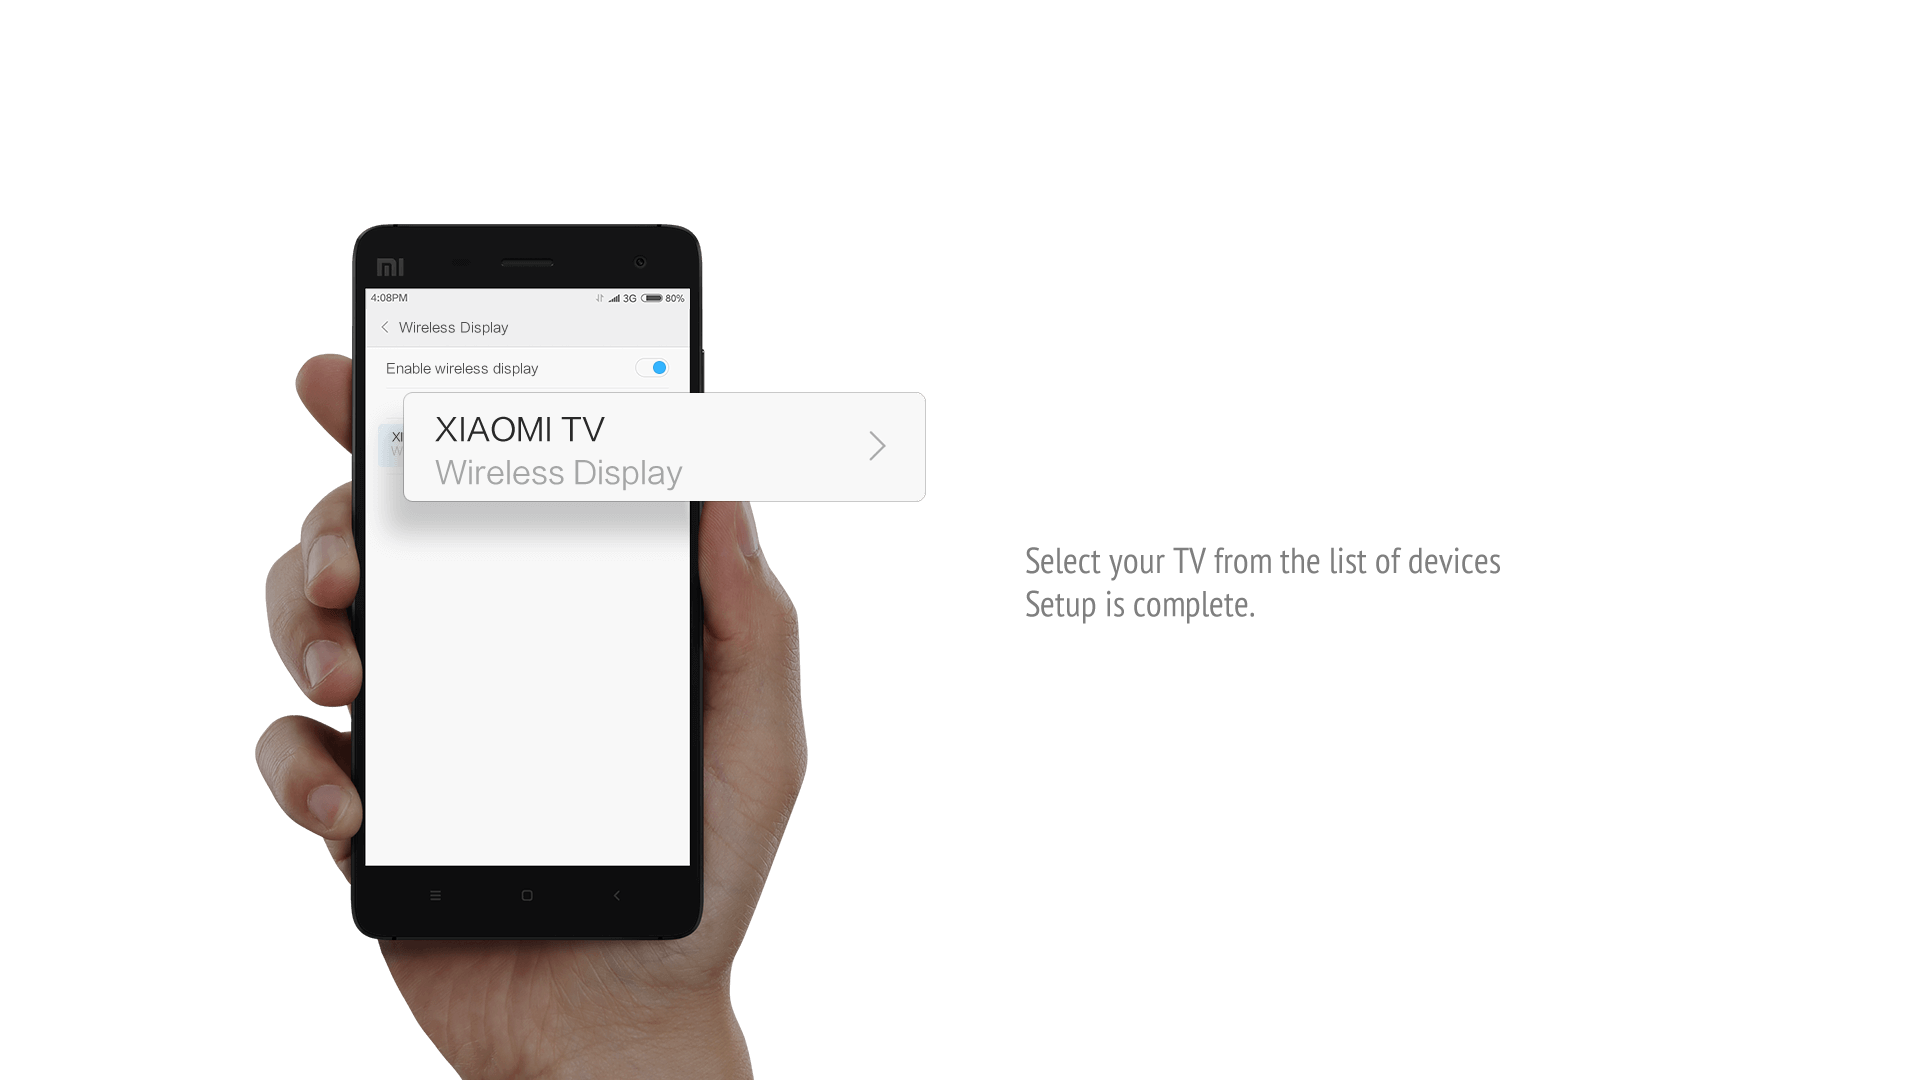 mi
4:08PM 3G 80%
Wireless Display
Enable wireless display
XIAOMI TV
Wireless Display
XI
W
Select your TV from the list of devices
Setup is complete.